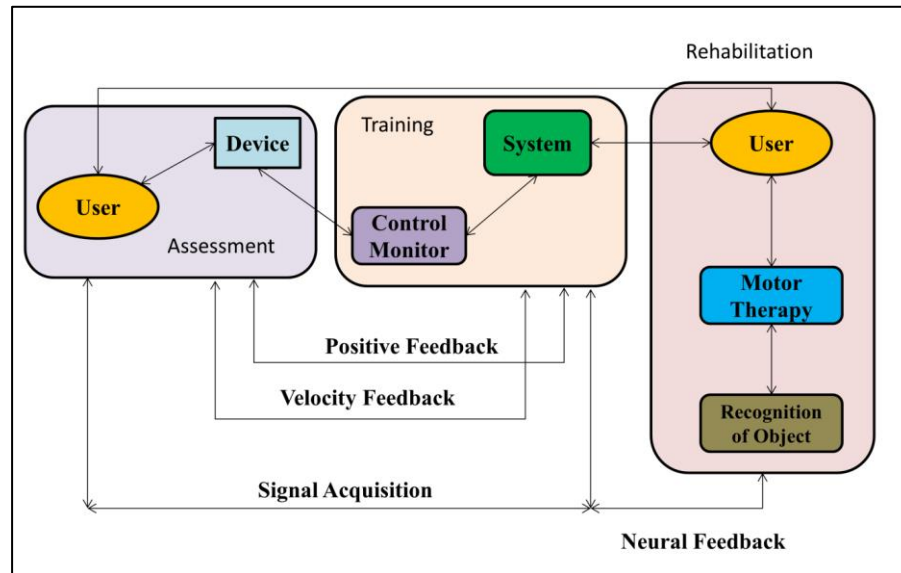 Rehabilitation
Training
Device
System
User
User
Control
Monitor
Assessment
Motor
Therapy
Positive Feedback
Velocity Feedback
Recognition
of Object
Signal Acquisition
Neural Feedback